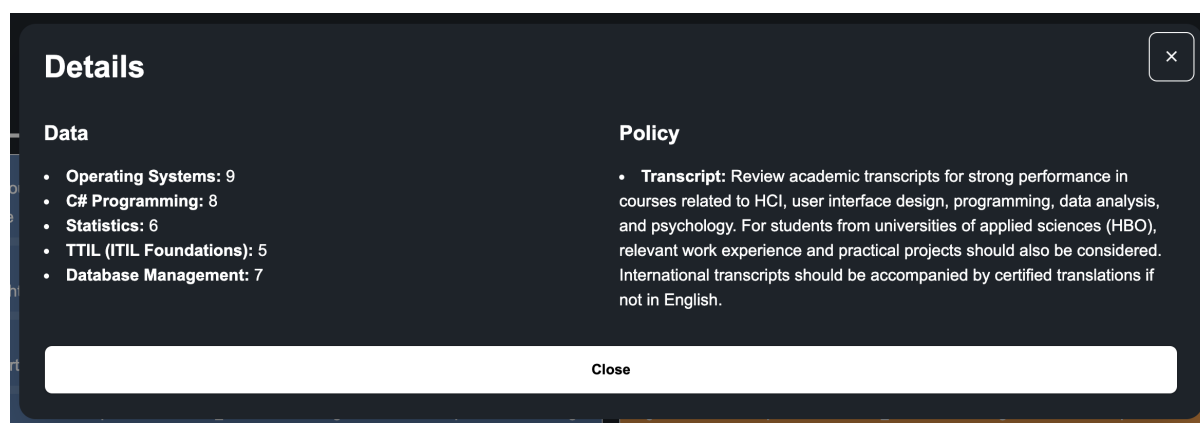 Details
×
Data
• Operating Systems: 9
• C# Programming: 8
• Statistics: 6
• TTIL (ITIL Foundations): 5
• Database Management: 7
Policy
• Transcript: Review academic transcripts for strong performance in
courses related to HCI, user interface design, programming, data analysis,
and psychology. For students from universities of applied sciences (HBO),
relevant work experience and practical projects should also be considered.
International transcripts should be accompanied by certified translations if
not in English.
Close